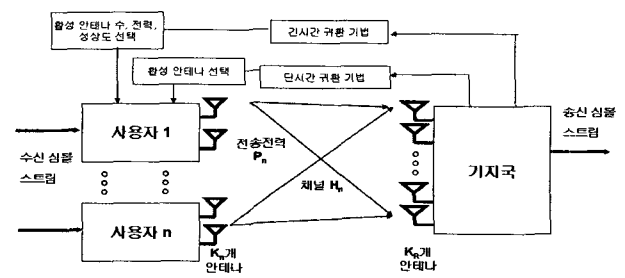 활성 안테나 수, 전력,
성상도 선택
긴시간 귀환 기법
활성 안테나 선택
단시간 귀환 기법
사용자 1
전송전력
Pn
수신 심볼
스트림
채널 Hn
기지국
송신 심볼
스트림
사용자 n
Kn개
안테나
KR개
안테나